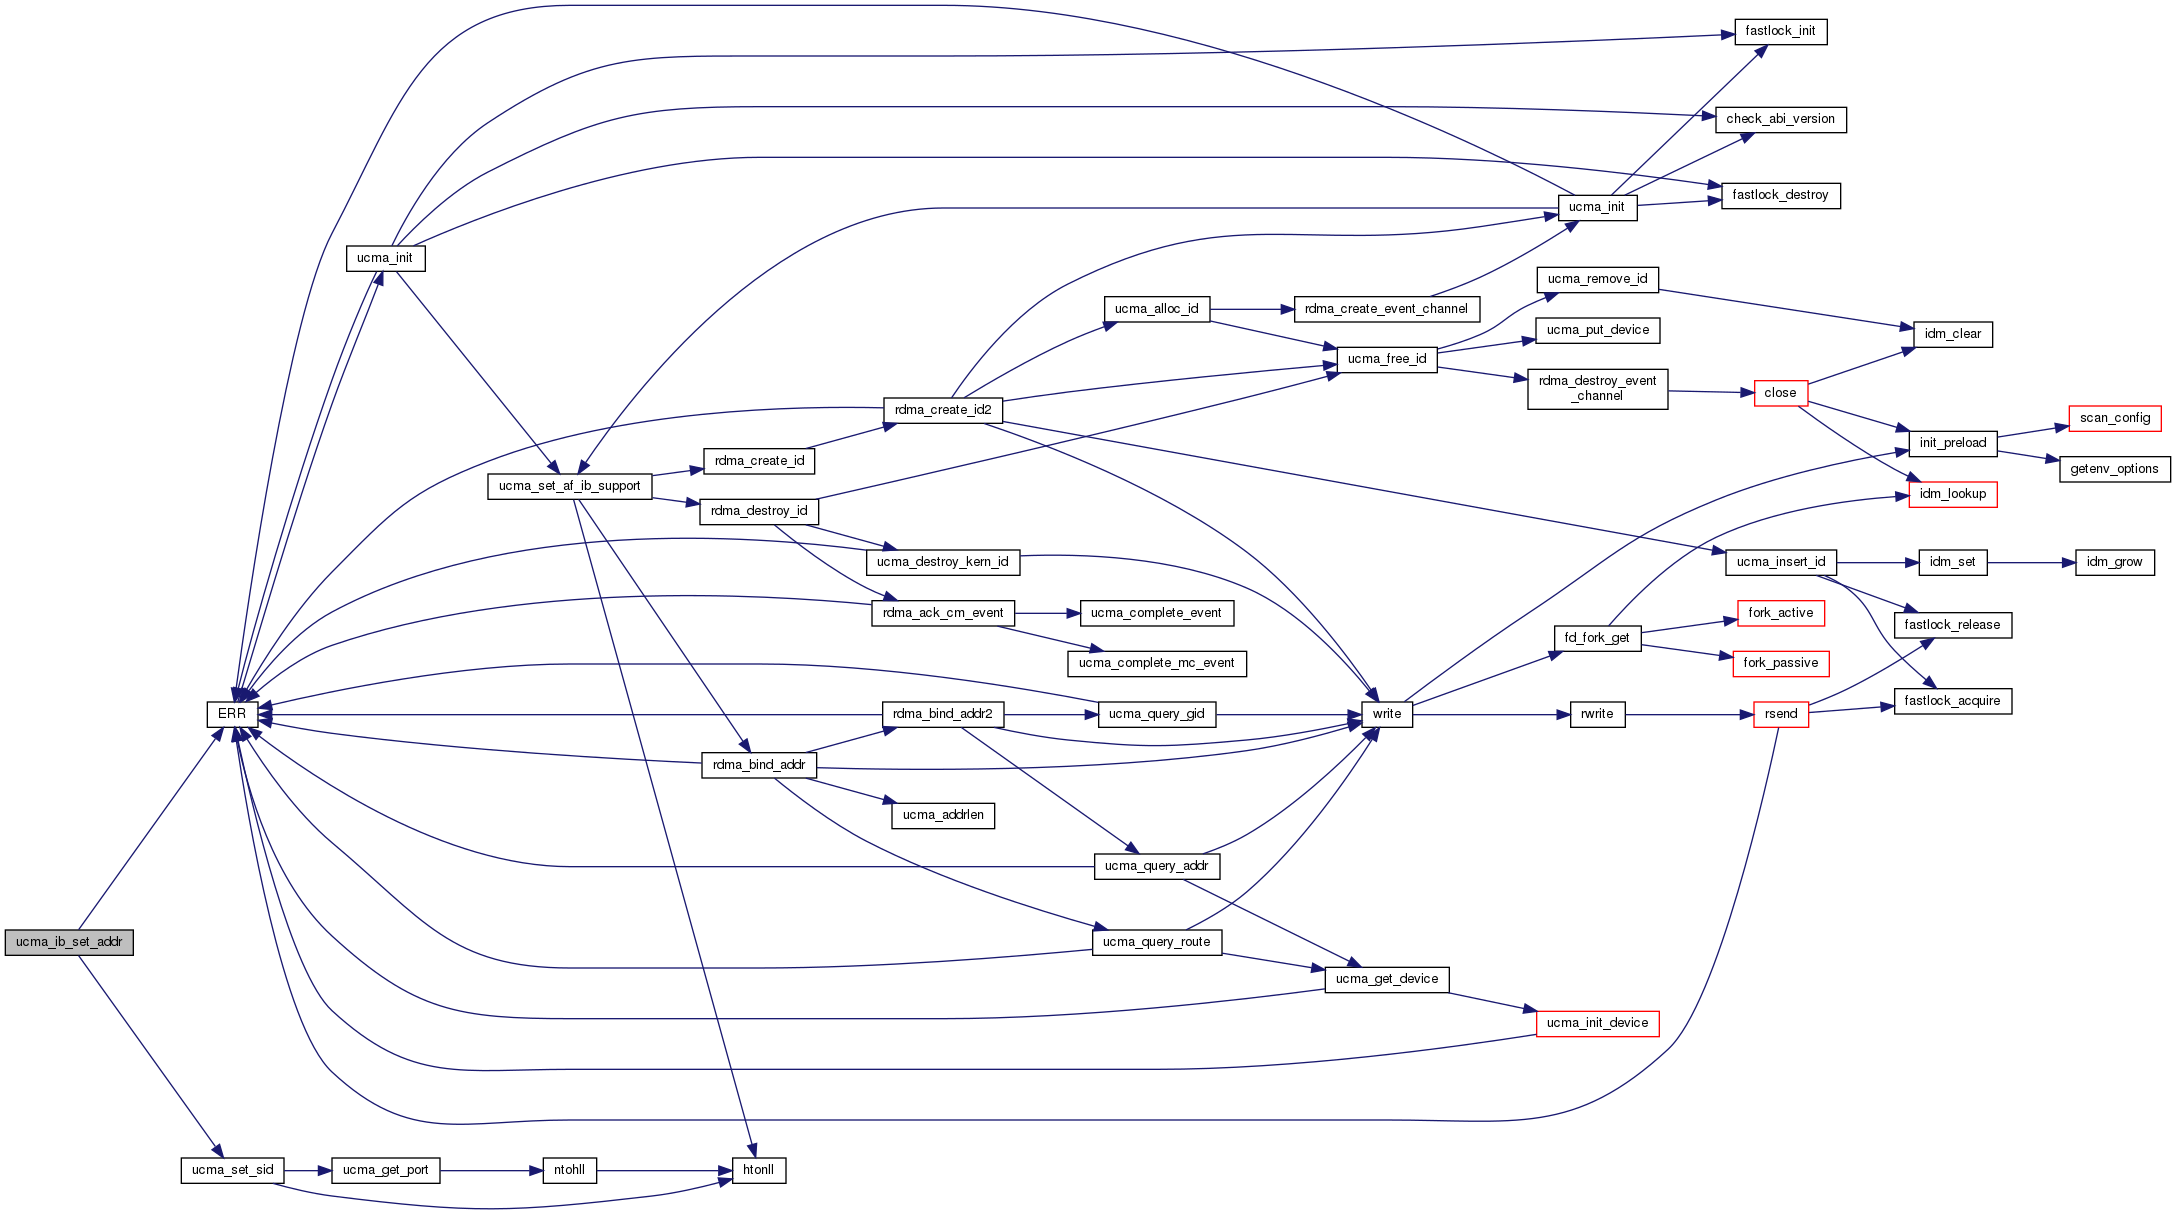 fastlock_init
check_abi_version
fastlock_destroy
ucma_init
ucma_init
ucma_remove_id
ucma_alloc_id
rdma_create_event_channel
ucma_put_device
idm_clear
ucma_free_id
rdma_destroy_event
_channel
close
rdma_create_id2
scan_config
init_preload
rdma_create_id
getenv_options
ucma_set_af_ib_support
idm_lookup
rdma_destroy_id
ucma_destroy_kern_id
ucma_insert_id
idm_set
idm_grow
rdma_ack_cm_event
ucma_complete_event
fork_active
fastlock_release
fd_fork_get
ucma_complete_mc_event
fork_passive
fastlock_acquire
ERR
rdma_bind_addr2
ucma_query_gid
write
rwrite
rsend
rdma_bind_addr
ucma_addrlen
ucma_query_addr
ucma_ib_set_addr
ucma_query_route
ucma_get_device
ucma_init_device
ucma_set_sid
ucma_get_port
ntohll
htonll